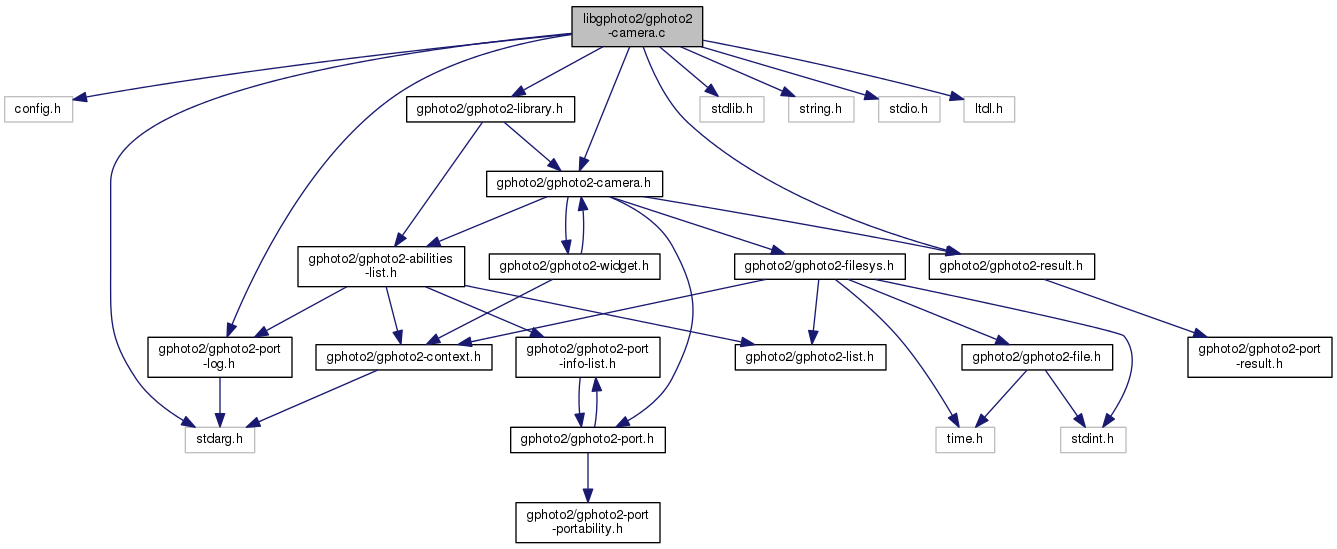 libgphoto2/gphoto2
-camera.c
config.h
gphoto2/gphoto2-library.h
stdlib.h
string.h
stdio.h
ltdl.h
gphoto2/gphoto2-camera.h
gphoto2/gphoto2-abilities
-list.h
gphoto2/gphoto2-widget.h
gphoto2/gphoto2-filesys.h
gphoto2/gphoto2-result.h
gphoto2/gphoto2-port
-log.h
gphoto2/gphoto2-context.h
gphoto2/gphoto2-port
-info-list.h
gphoto2/gphoto2-list.h
gphoto2/gphoto2-file.h
gphoto2/gphoto2-port
-result.h
stdarg.h
gphoto2/gphoto2-port.h
time.h
stdint.h
gphoto2/gphoto2-port
-portability.h